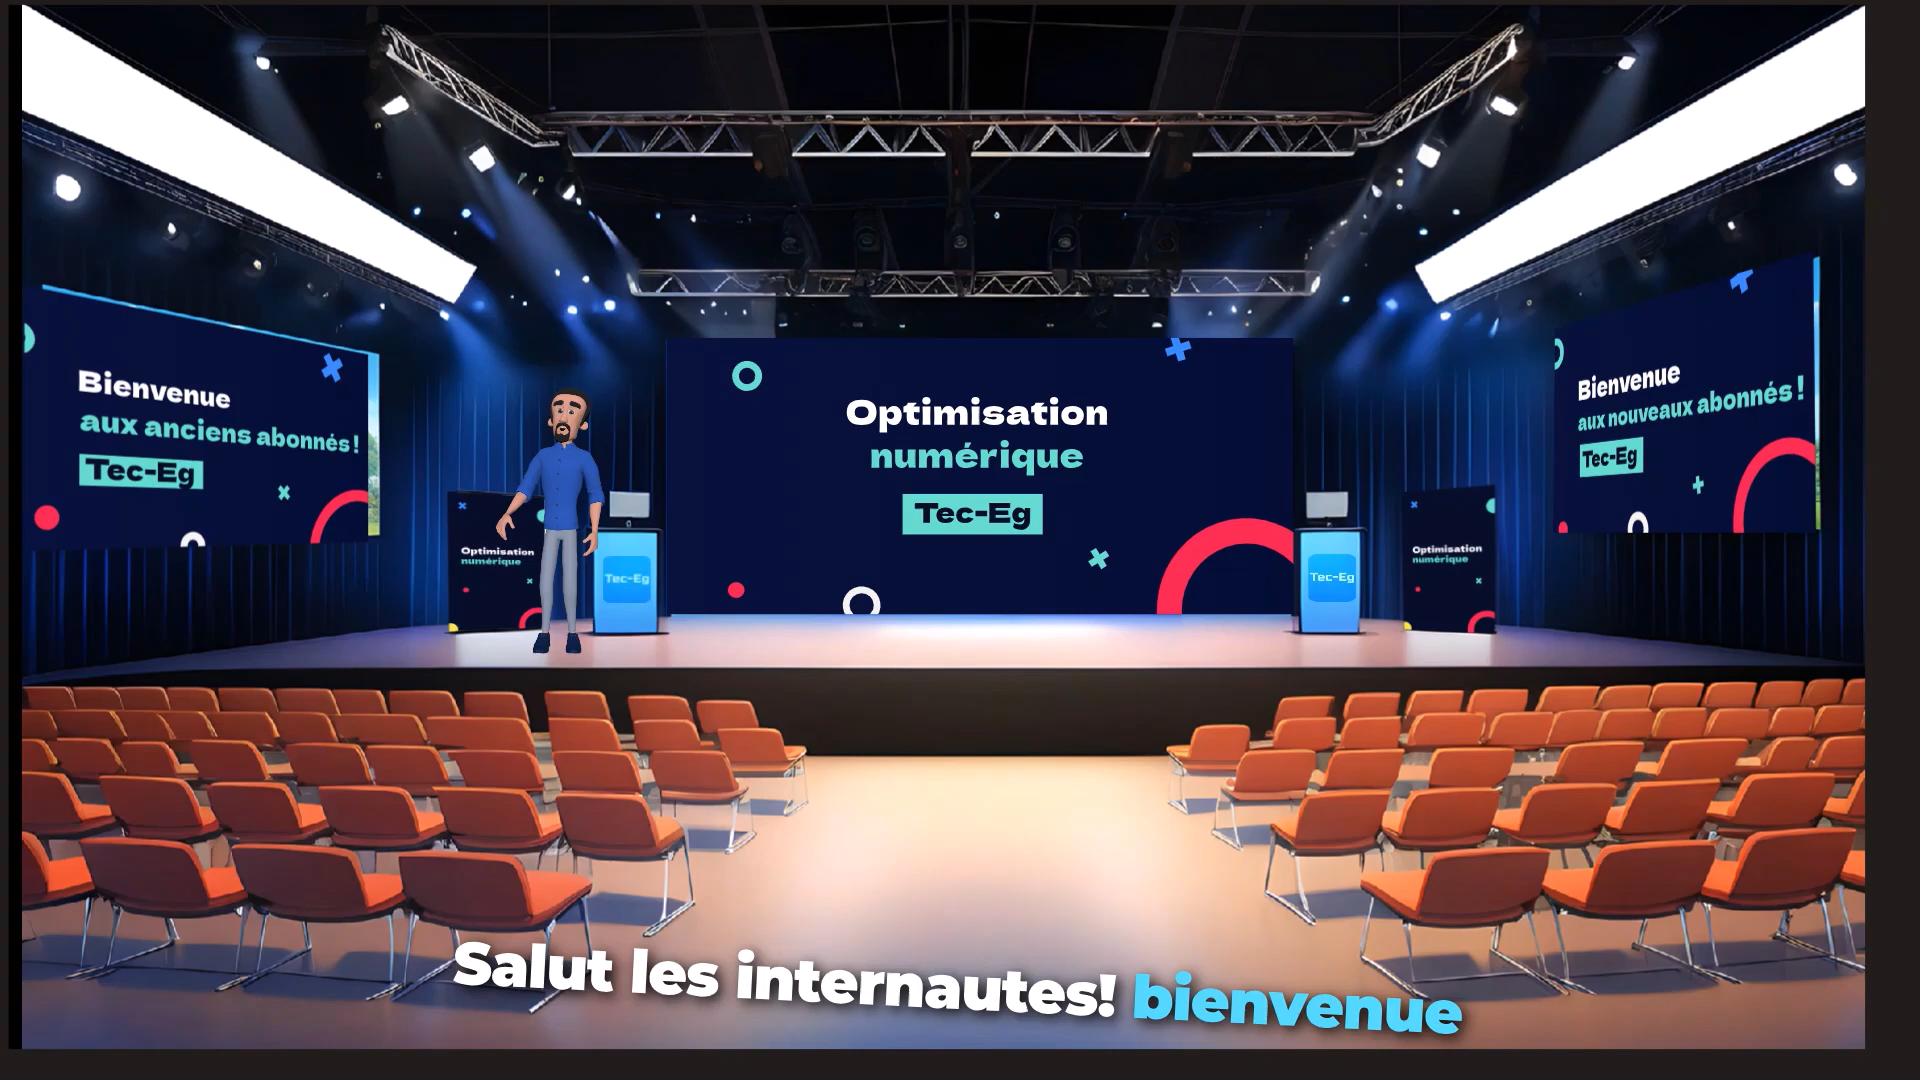 Bienvenue
aux anciens abonnés !
Tec-Eg
Optimisation
numérique
Tec-Eg
Optimisation
numérique
Tec-Eg
Tec-Eg
Optimisation
numérique
Bienvenue
aux nouveaux abonnés !
Tec-Eg
Salut les internautes! bienvenue